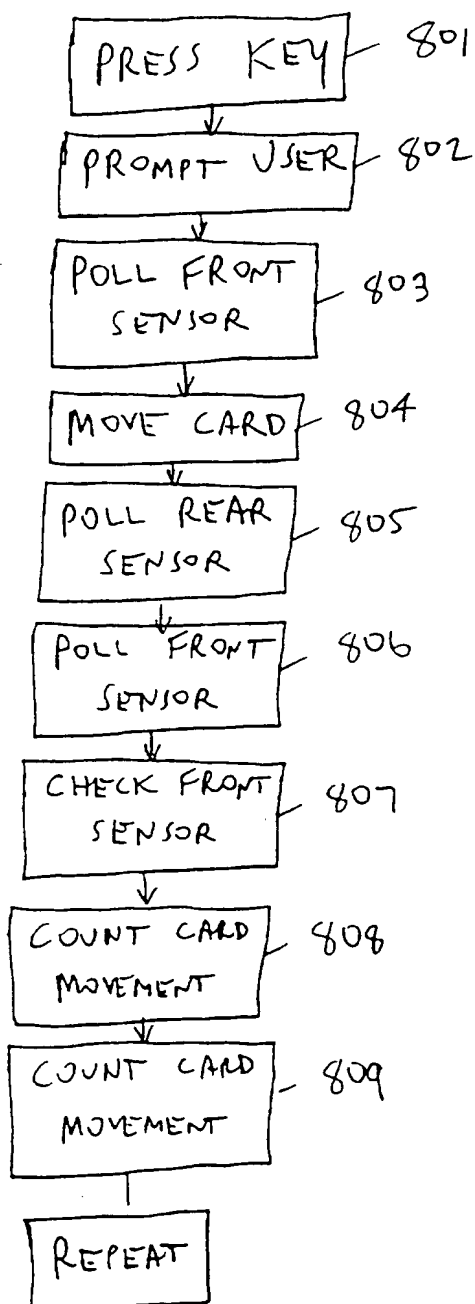 PRESS KEY 801
PROMPT USER 802
POLL FRONT
SENSOR 803
MOVE CARD 804
POLL REAR
SENSOR 805
POLL FRONT
SENSOR 806
CHECK FRONT
SENSOR 807
COUNT CARD
MOVEMENT 808
COUNT CARD
MOVEMENT 809
REPEAT